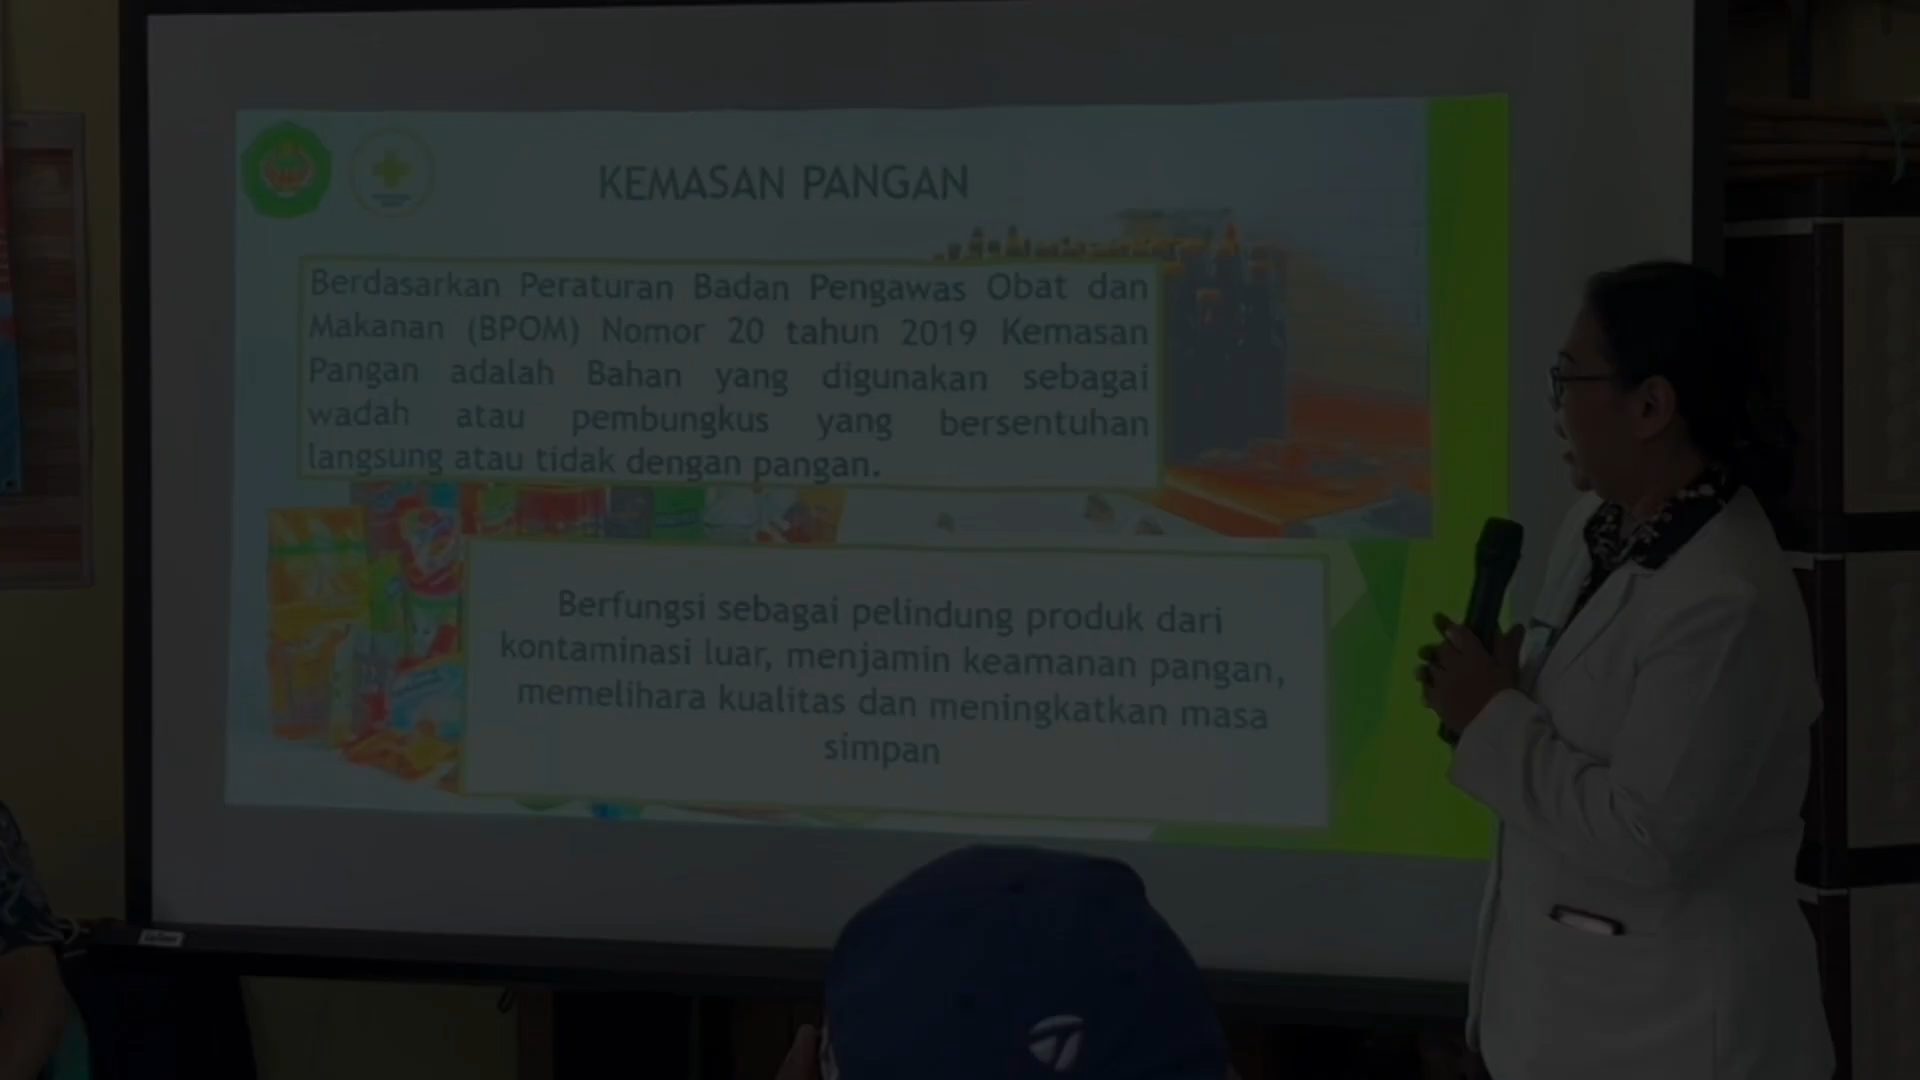 KEMASAN PANGAN
Berdasarkan Peraturan Badan Pengawas Obat dan
Makanan (BPOM) Nomor 20 tahun 2019 Kemasan
Pangan adalah Bahan yang digunakan sebagai
wadah atau pembungkus yang bersentuhan
langsung atau tidak dengan pangan.
Berfungsi sebagai pelindung produk dari
kontaminasi luar, menjamin keamanan pangan,
memelihara kualitas dan meningkatkan masa
simpan